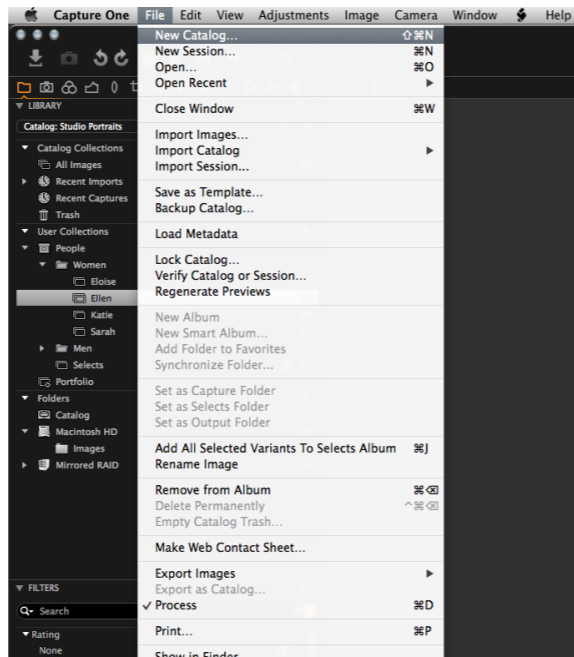 Capture One File Edit View Adjustments Image Camera Window Help
New Catalog... ⇧⌘N
New Session... ⌘N
Open... ⌘O
Open Recent
Close Window ⌘W
Import Images...
Import Catalog
Import Session...
Save as Template...
Backup Catalog...
Load Metadata
Lock Catalog...
Verify Catalog or Session...
Regenerate Previews
New Album
New Smart Album...
Add Folder to Favorites
Synchronize Folder...
Set as Capture Folder
Set as Selects Folder
Set as Output Folder
Add All Selected Variants To Selects Album ⌘J
Rename Image
Remove from Album ⌘⌫
Delete Permanently ^⌘⌫
Empty Catalog Trash...
Make Web Contact Sheet...
Export Images
Export as Catalog...
✓ Process ⌘D
Print... ⌘P
Show in Finder
LIBRARY
Catalog: Studio Portraits
Catalog Collections
All Images
Recent Imports
Recent Captures
Trash
User Collections
People
Women
Eloise
Ellen
Katie
Sarah
Men
Selects
Portfolio
Folders
Catalog
Macintosh HD
Images
Mirrored RAID
FILTERS
Search
Rating
None